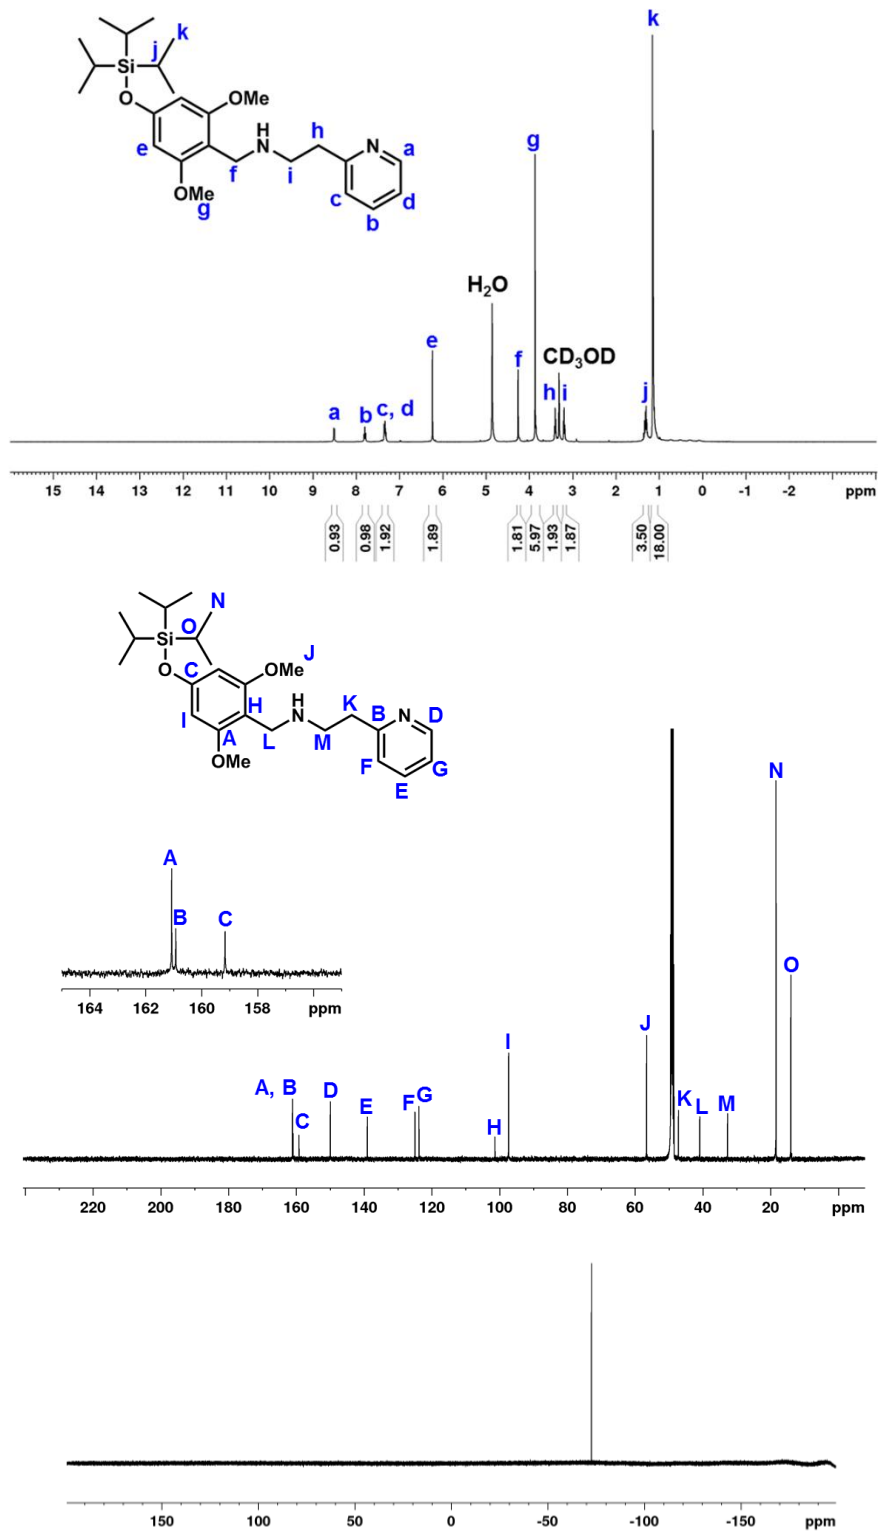 k
k
j
Si
O
OMe
H
N
h
N
a
g
e
f
i
OMe
g
c
d
b
H2O
e
f
CD3OD
h
i
j
a
b
c, d
15 14 13 12 11 10 9 8 7 6 5 4 3 2 1 0 -1 -2 ppm
0.93
0.98
1.92
1.89
1.81
5.97
1.93
1.87
3.50
18.00
N
O
Si
J
O
C
OMe
H
H
N
K
B
N
D
I
A
L
M
F
G
OMe
E
N
A
B
C
O
164 162 160 158 ppm
J
I
A, B
D
C
E
F
G
H
K
L
M
220 200 180 160 140 120 100 80 60 40 20 ppm
150 100 50 0 -50 -100 -150 ppm